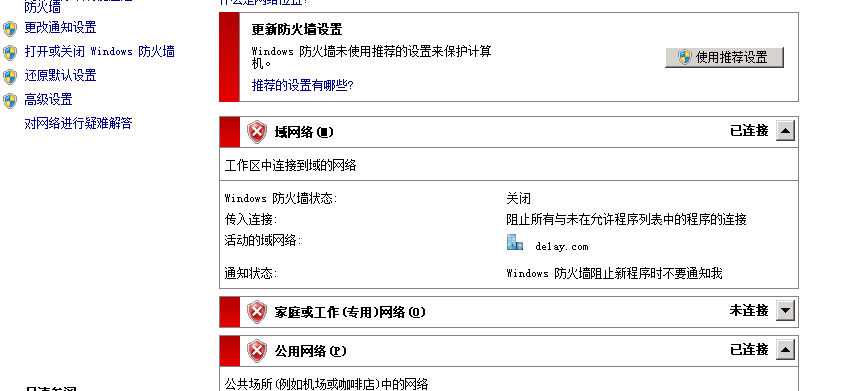 防火墙
更改通知设置
打开或关闭 Windows 防火墙
还原默认设置
高级设置
对网络进行疑难解答
什么是网络位置?
更新防火墙设置
Windows 防火墙未使用推荐的设置来保护计算
机。
使用推荐设置
推荐的设置有哪些?
域网络(M)
已连接
工作区中连接到域的网络
Windows 防火墙状态:
关闭
传入连接:
阻止所有与未在允许程序列表中的程序的连接
活动的域网络:
delay.com
通知状态:
Windows 防火墙阻止新程序时不要通知我
家庭或工作(专用)网络(O)
未连接
公用网络(P)
已连接
公共场所(例如机场或咖啡店)中的网络